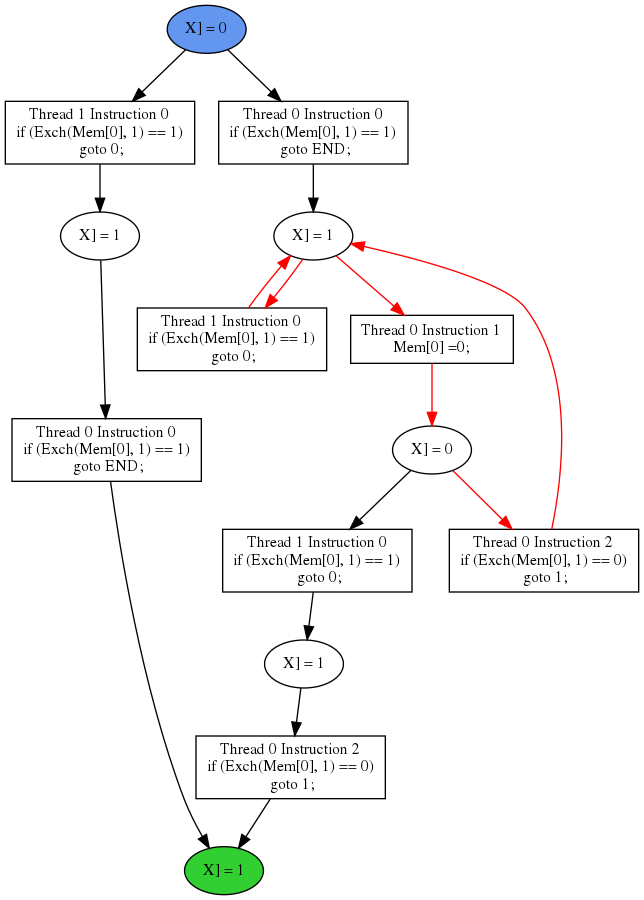 X] = 0
Thread 1 Instruction 0
if (Exch(Mem[0], 1) == 1)
goto 0;
Thread 0 Instruction 0
if (Exch(Mem[0], 1) == 1)
goto END;
X] = 1
X] = 1
Thread 1 Instruction 0
if (Exch(Mem[0], 1) == 1)
goto 0;
Thread 0 Instruction 1
Mem[0] =0;
Thread 0 Instruction 0
if (Exch(Mem[0], 1) == 1)
goto END;
X] = 0
Thread 1 Instruction 0
if (Exch(Mem[0], 1) == 1)
goto 0;
Thread 0 Instruction 2
if (Exch(Mem[0], 1) == 0)
goto 1;
X] = 1
Thread 0 Instruction 2
if (Exch(Mem[0], 1) == 0)
goto 1;
X] = 1